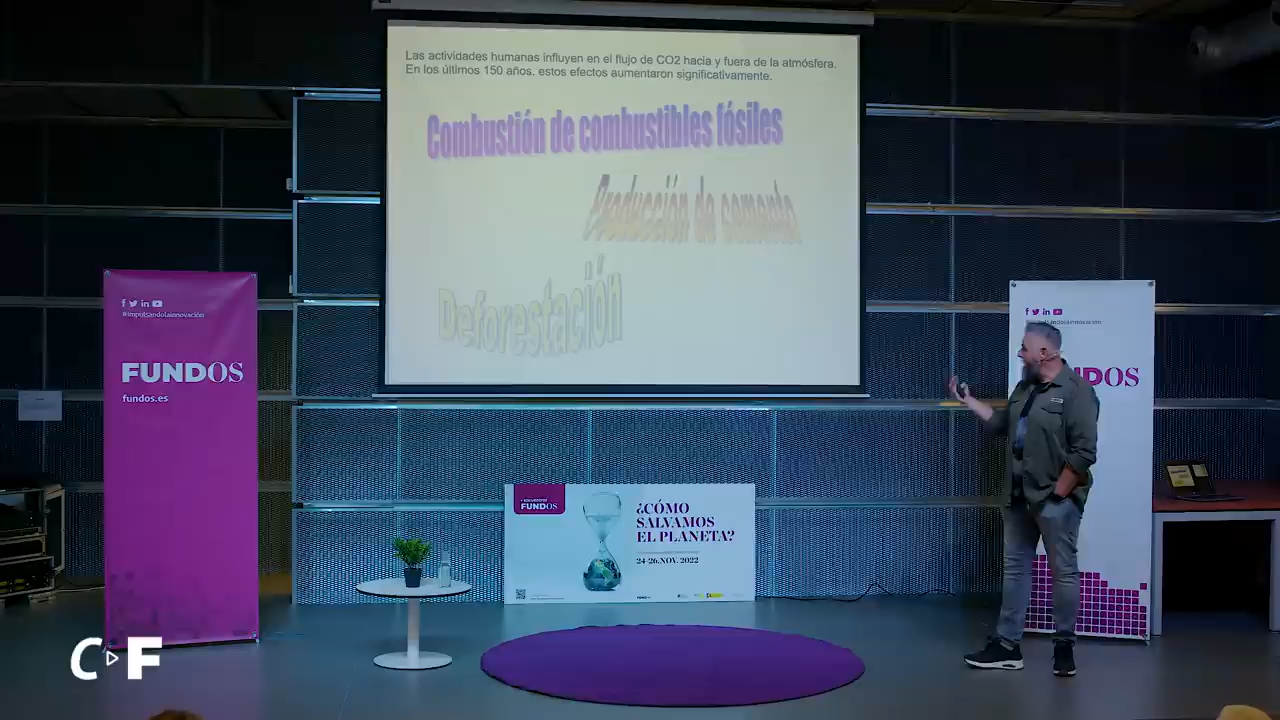 Las actividades humanas influyen en el flujo de CO2 hacia y fuera de la atmósfera.
En los últimos 150 años, estos efectos aumentaron significativamente.
Combustión de combustibles fósiles
Producción de cemento
Deforestación
#impulsandolainnovación
FUNDOS
fundos.es
FUNDOS
¿CÓMO
SALVAMOS
EL PLANETA?
24-26.NOV. 2022
C F